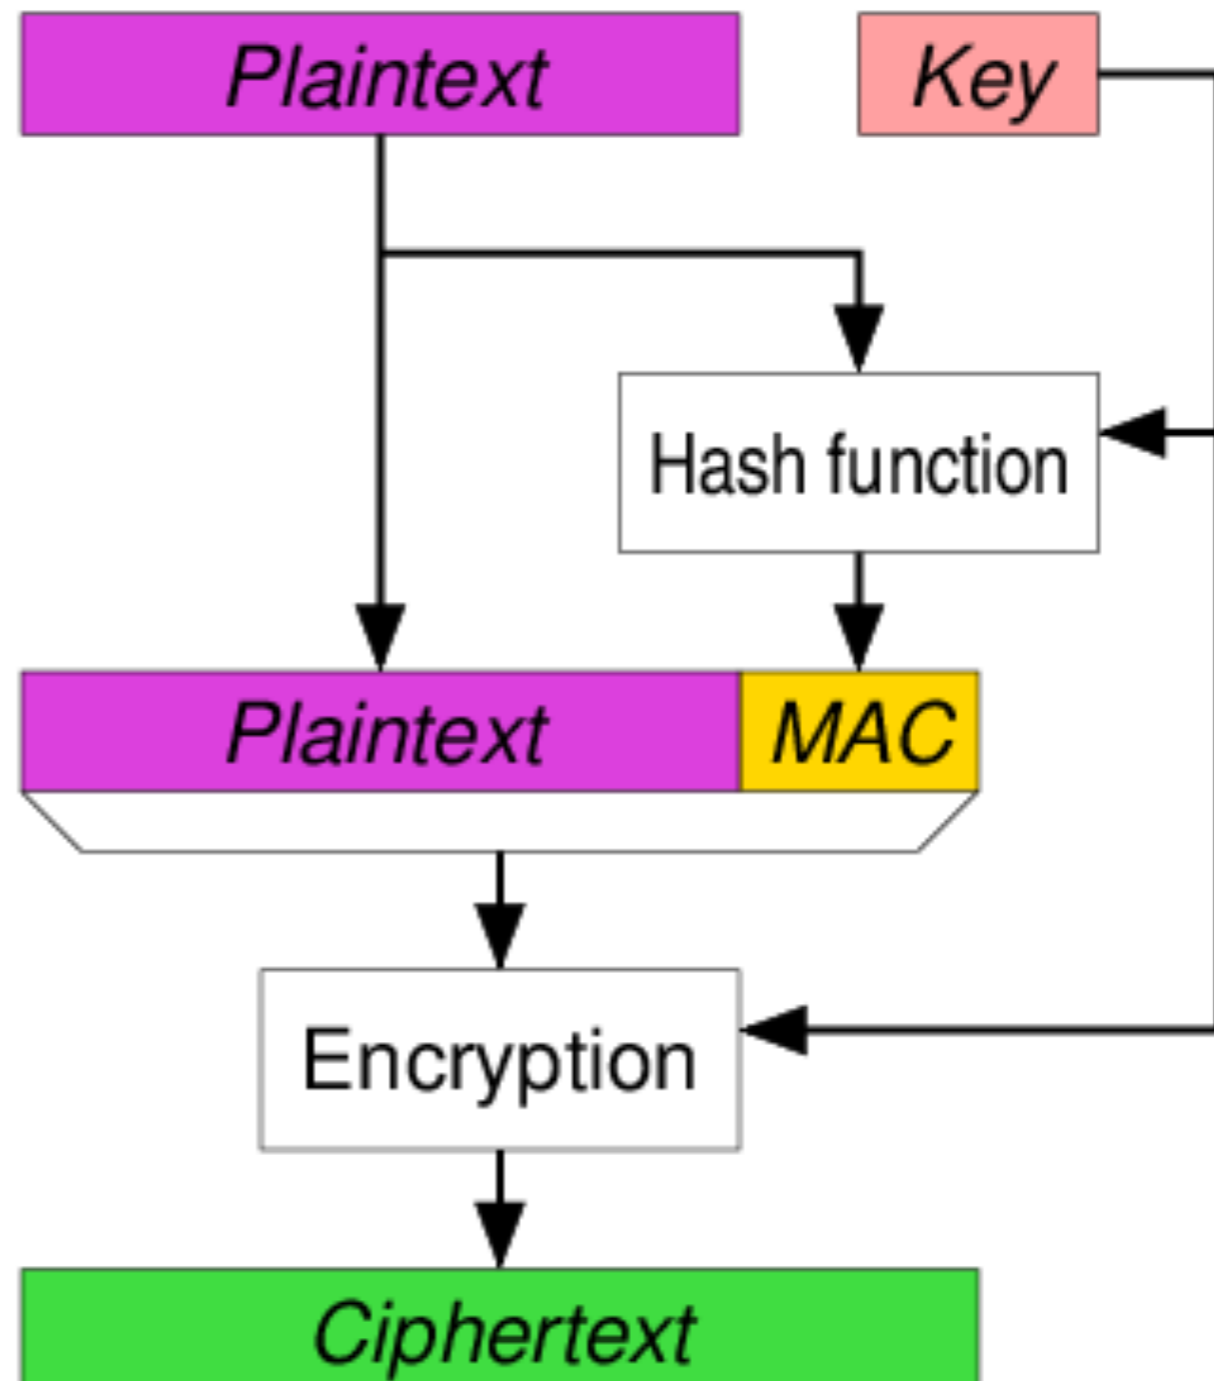 Plaintext
Key
Hash function
Plaintext
MAC
Encryption
Ciphertext